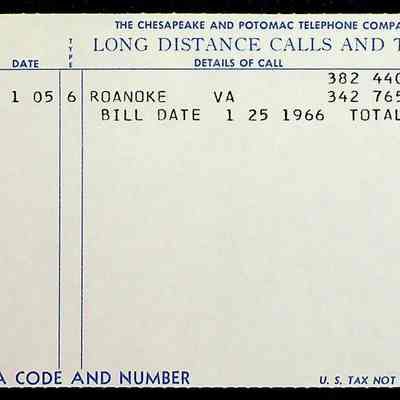 THE CHESAPEAKE AND POTOMAC TELEPHONE COMPA
LONG DISTANCE CALLS AND T
DATE TYPE DETAILS OF CALL
382 440
1 05 6 ROANOKE VA 342 765
BILL DATE 1 25 1966 TOTAL
A CODE AND NUMBER
U. S. TAX NOT